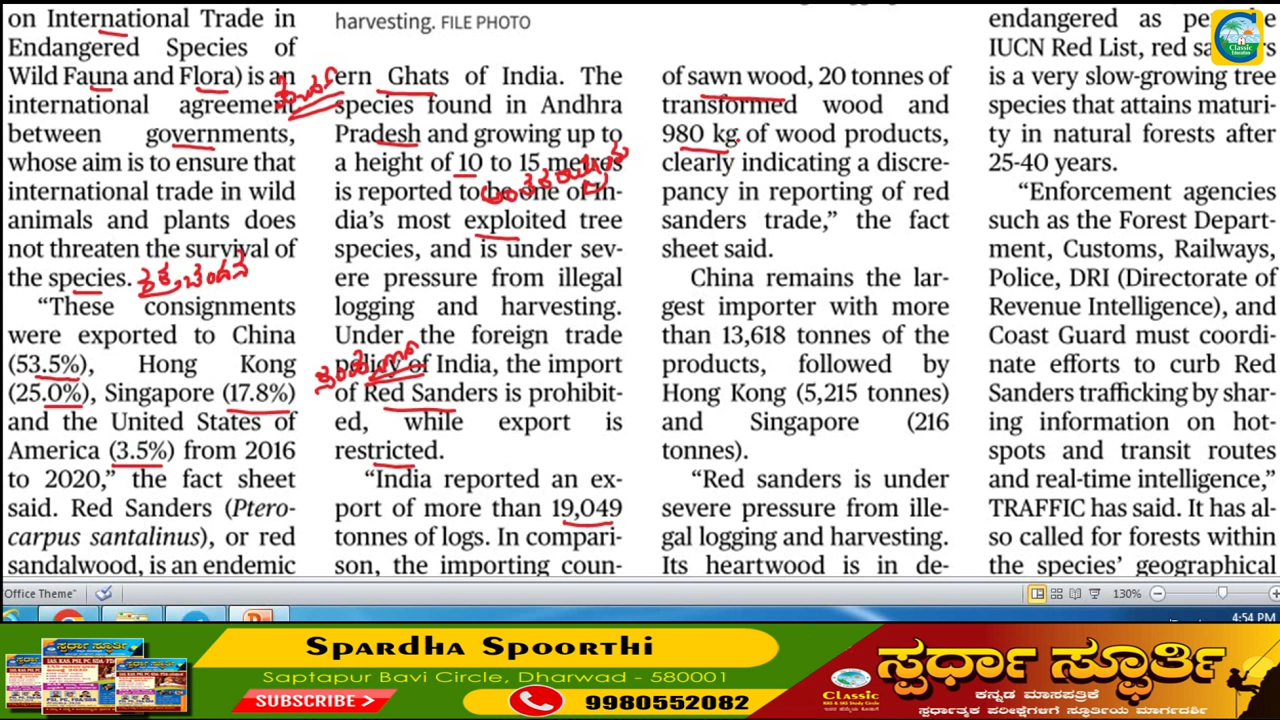 on International Trade in
Endangered Species of
Wild Fauna and Flora) is an
international agreement
between governments,
whose aim is to ensure that
international trade in wild
animals and plants does
not threaten the survival of
the species.
“These consignments
were exported to China
(53.5%), Hong Kong
(25.0%), Singapore (17.8%)
and the United States of
America (3.5%) from 2016
to 2020,” the fact sheet
said. Red Sanders (Ptero-
carpus santalinus), or red
sandalwood, is an endemic
harvesting. FILE PHOTO
ern Ghats of India. The
species found in Andhra
Pradesh and growing up to
a height of 10 to 15 metres
is reported to be one of In-
dia’s most exploited tree
species, and is under sev-
ere pressure from illegal
logging and harvesting.
Under the foreign trade
policy of India, the import
of Red Sanders is prohibit-
ed, while export is
restricted.
“India reported an ex-
port of more than 19,049
tonnes of logs. In compari-
son, the importing coun-
of sawn wood, 20 tonnes of
transformed wood and
980 kg of wood products,
clearly indicating a discre-
pancy in reporting of red
sanders trade,” the fact
sheet said.
China remains the lar-
gest importer with more
than 13,618 tonnes of the
products, followed by
Hong Kong (5,215 tonnes)
and Singapore (216
tonnes).
“Red sanders is under
severe pressure from ille-
gal logging and harvesting.
Its heartwood is in de-
endangered as per the
IUCN Red List, red sanders
is a very slow-growing tree
species that attains maturi-
ty in natural forests after
25-40 years.
“Enforcement agencies
such as the Forest Depart-
ment, Customs, Railways,
Police, DRI (Directorate of
Revenue Intelligence), and
Coast Guard must coordi-
nate efforts to curb Red
Sanders trafficking by shar-
ing information on hot-
spots and transit routes
and real-time intelligence,”
TRAFFIC has said. It has al-
so called for forests within
the species’ geographical
Classic
Education
Office Theme"
130%
4:54 PM
Spardha Spoorthi
Saptapur Bavi Circle, Dharwad - 580001
SUBSCRIBE
9980552082
Classic
KAS & IAS Study Circle
ಸ್ಪರ್ಧಾ ಸ್ಫೂರ್ತಿ
ಕನ್ನಡ ಮಾಸಪತ್ರಿಕೆ
ಸ್ಪರ್ಧಾತ್ಮಕ ಪರೀಕ್ಷೆಗಳಿಗೆ ಸ್ಫೂರ್ತಿಯ ಮಾರ್ಗದರ್ಶಿ